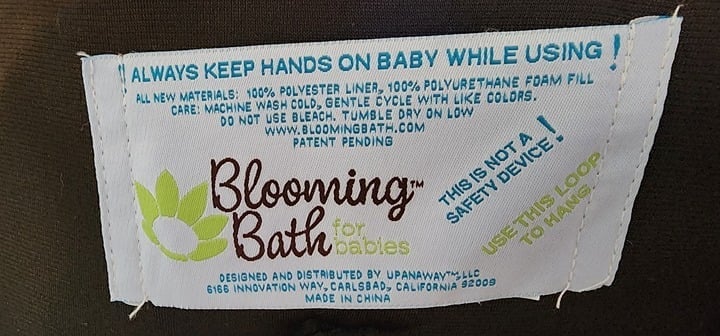 ! ALWAYS KEEP HANDS ON BABY WHILE USING !
ALL NEW MATERIALS: 100% POLYESTER LINER, 100% POLYURETHANE FOAM FILL
CARE: MACHINE WASH COLD, GENTLE CYCLE WITH LIKE COLORS.
DO NOT USE BLEACH. TUMBLE DRY ON LOW
WWW.BLOOMINGBATH.COM
PATENT PENDING
THIS IS NOT A
SAFETY DEVICE!
USE THIS LOOP
TO HANG
Blooming™
Bath for
babies
DESIGNED AND DISTRIBUTED BY UPANAWAY™, LLC
6166 INNOVATION WAY, CARLSBAD, CALIFORNIA 92009
MADE IN CHINA